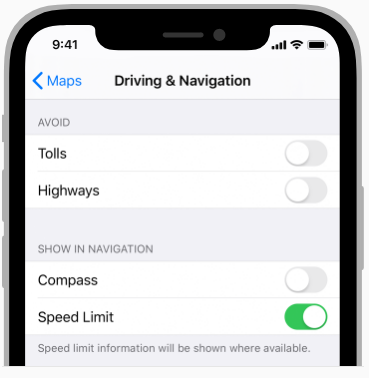 9:41
Maps
Driving & Navigation
AVOID
Tolls
Highways
SHOW IN NAVIGATION
Compass
Speed Limit
Speed limit information will be shown where available.